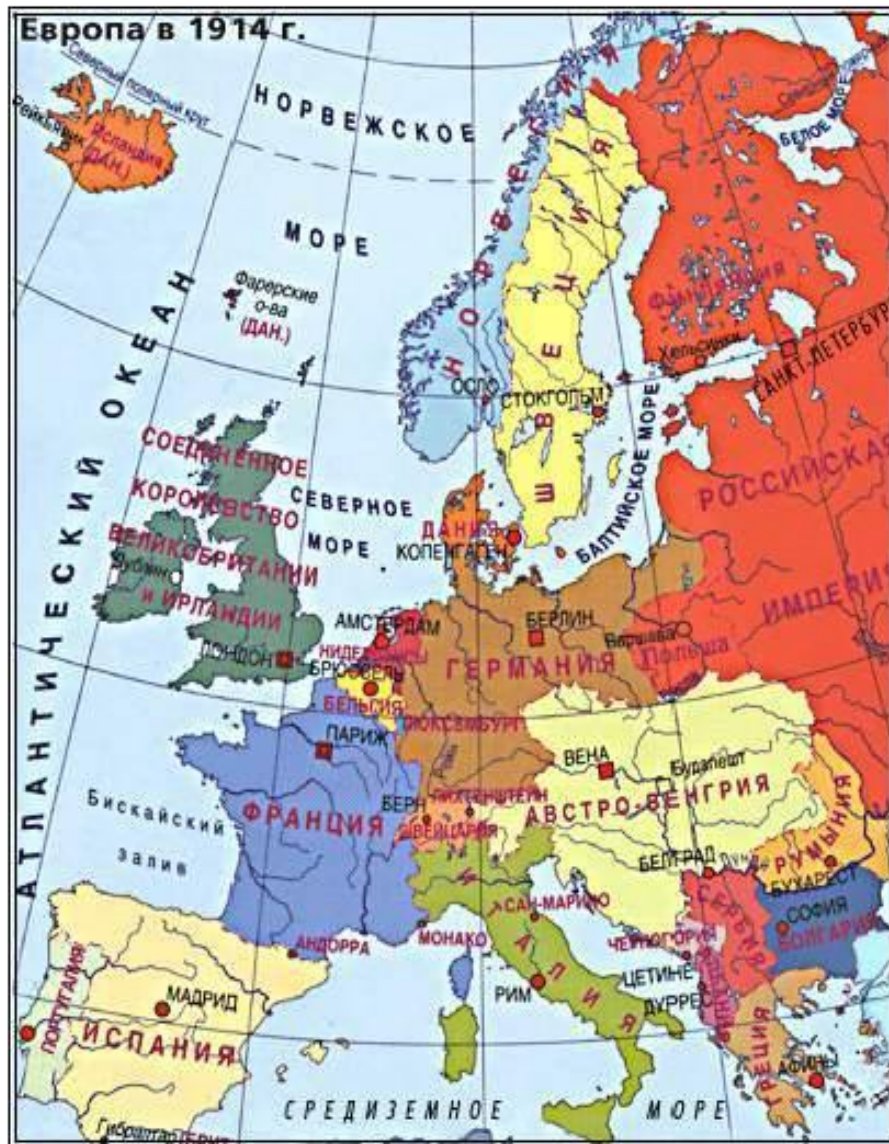 Европа в 1914 г.
Северный полярный круг
Рейкьявик
Исландия
(ДАН.)
НОРВЕЖСКОЕ
МОРЕ
БЕЛОЕ МОРЕ
Фарерские
о-ва
(ДАН.)
НОРВЕГИЯ
ШВЕЦИЯ
ФИНЛЯНДИЯ
Хельсинки
САНКТ-ПЕТЕРБУРГ
ОСЛО
СТОКГОЛЬМ
АТЛАНТИЧЕСКИЙ ОКЕАН
СОЕДИНЕННОЕ
КОРОЛЕВСТВО
ВЕЛИКОБРИТАНИИ
И ИРЛАНДИИ
Дублин
ЛОНДОН
СЕВЕРНОЕ
МОРЕ
ДАНИЯ
КОПЕНГАГЕН
БАЛТИЙСКОЕ МОРЕ
РОССИЙСКАЯ
ИМПЕРИЯ
АМСТЕРДАМ
НИДЕРЛАНДЫ
БРЮССЕЛЬ
БЕЛЬГИЯ
ЛЮКСЕМБУРГ
БЕРЛИН
ГЕРМАНИЯ
Варшава
Польша
ПАРИЖ
ФРАНЦИЯ
Бискайский
залив
БЕРН
ЛИХТЕНШТЕЙН
ШВЕЙЦАРИЯ
ВЕНА
Будапешт
АВСТРО-ВЕНГРИЯ
БЕЛГРАД
РУМЫНИЯ
БУХАРЕСТ
СЕРБИЯ
СОФИЯ
БОЛГАРИЯ
ЧЕРНОГОРИЯ
ЦЕТИНЕ
ДУРРЕС
ИТАЛИЯ
САН-МАРИНО
МОНАКО
АНДОРРА
РИМ
ПОРТУГАЛИЯ
МАДРИД
ИСПАНИЯ
ГРЕЦИЯ
АФИНЫ
Гибралтар
СРЕДИЗЕМНОЕ МОРЕ